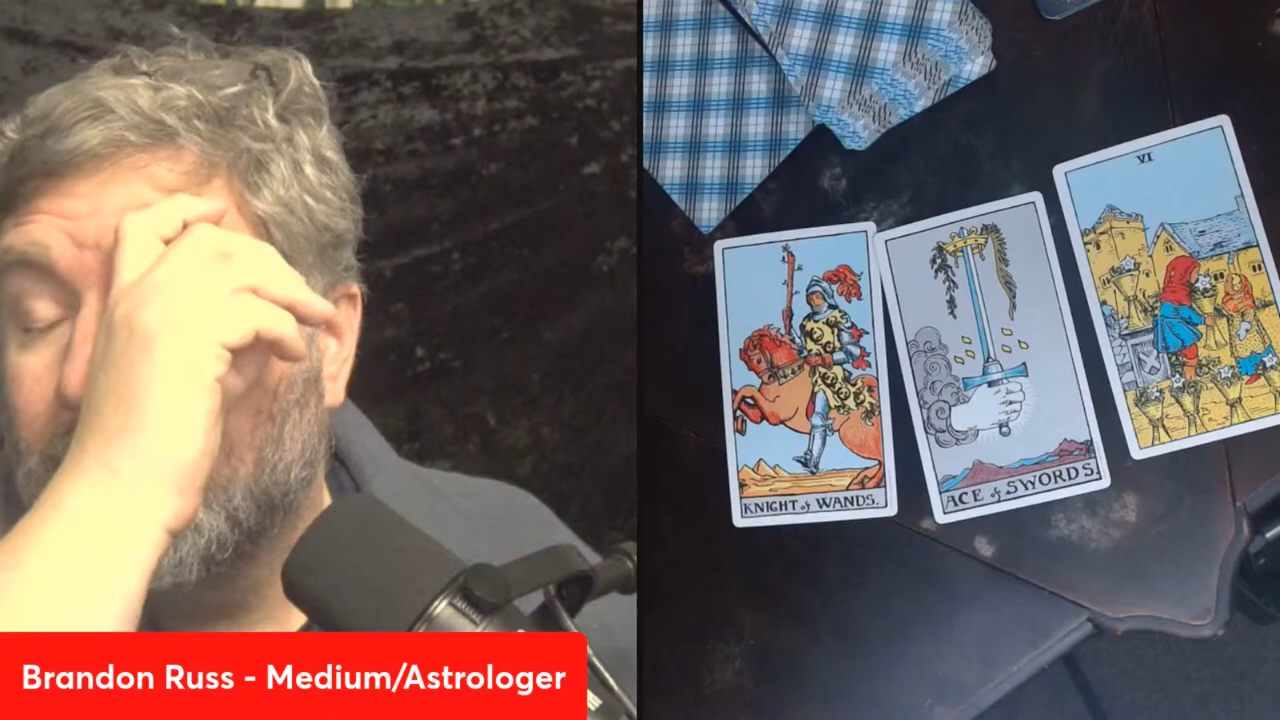 Brandon Russ - Medium/Astrologer
KNIGHT of WANDS.
ACE of SWORDS.
VI